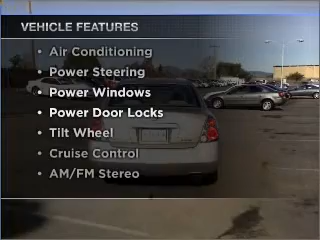 VEHICLE FEATURES
• Air Conditioning
• Power Steering
• Power Windows
• Power Door Locks
• Tilt Wheel
• Cruise Control
• AM/FM Stereo